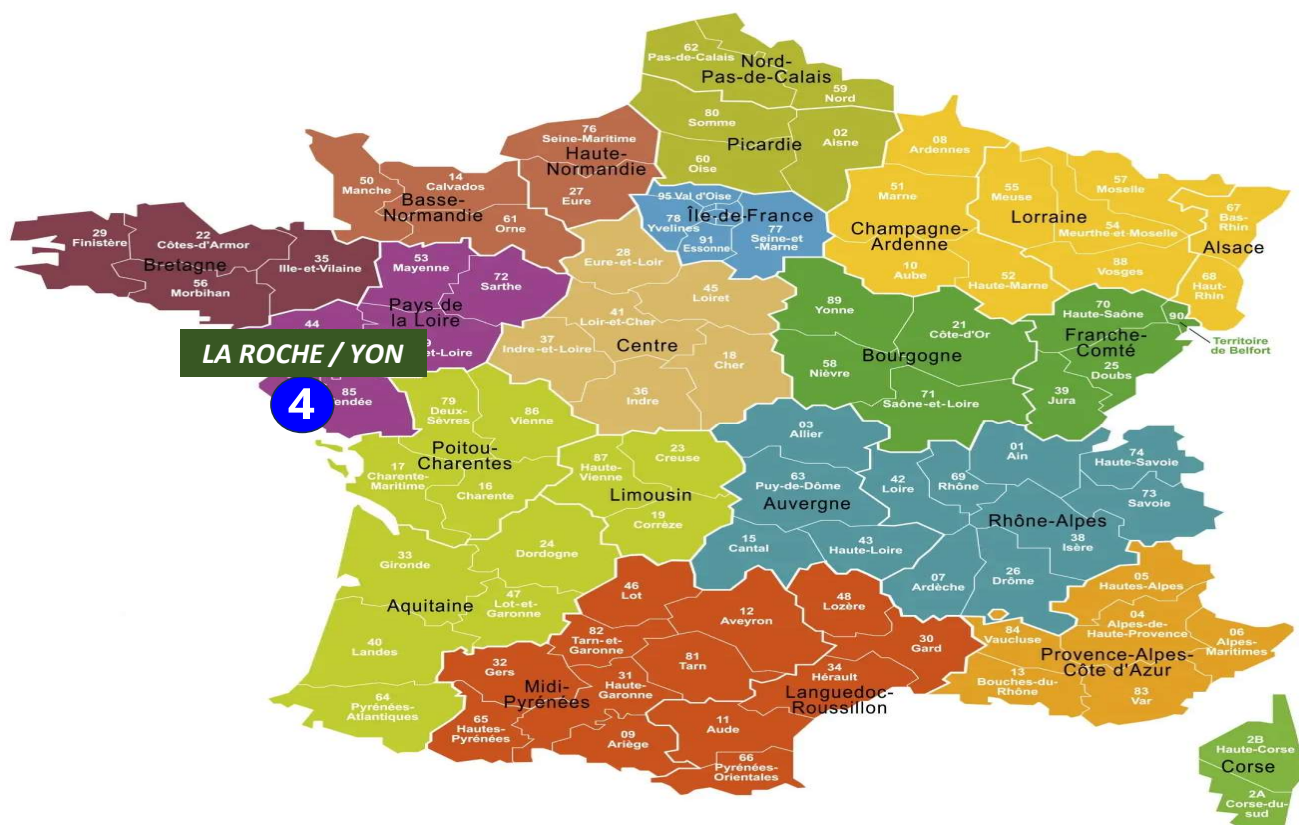 62
Pas-de-Calais
Nord-
Pas-de-Calais
59
Nord
80
Somme
02
Aisne
Picardie
60
Oise
76
Seine-Maritime
Haute-
Normandie
27
Eure
50
Manche
14
Calvados
Basse-
Normandie
61
Orne
08
Ardennes
51
Marne
Champagne-
Ardenne
10
Aube
52
Haute-Marne
55
Meuse
57
Moselle
Lorraine
54
Meurthe-et-Moselle
88
Vosges
67
Bas-
Rhin
Alsace
68
Haut-
Rhin
95 Val d'Oise
Île-de-France
78
Yvelines
91
Essonne
77
Seine-et
-Marne
29
Finistère
22
Côtes-d'Armor
Bretagne
56
Morbihan
35
Ille-et-Vilaine
53
Mayenne
72
Sarthe
Pays de
la Loire
44
9
-et-Loire
LA ROCHE / YON
4
85
endée
28
Eure-et-Loir
45
Loiret
41
Loir-et-Cher
37
Indre-et-Loire
Centre
18
Cher
36
Indre
89
Yonne
21
Côte-d'Or
Bourgogne
58
Nièvre
71
Saône-et-Loire
70
Haute-Saône
90
Territoire
de Belfort
Franche-
Comté
25
Doubs
39
Jura
79
Deux-
Sèvres
86
Vienne
Poitou-
Charentes
17
Charente-
Maritime
16
Charente
23
Creuse
87
Haute-
Vienne
Limousin
19
Corrèze
03
Allier
63
Puy-de-Dôme
Auvergne
15
Cantal
43
Haute-Loire
01
Ain
74
Haute-Savoie
42
Loire
69
Rhône
73
Savoie
Rhône-Alpes
38
Isère
07
Ardèche
26
Drôme
24
Dordogne
33
Gironde
Aquitaine
47
Lot-et-
Garonne
40
Landes
64
Pyrénées-
Atlantiques
46
Lot
12
Aveyron
82
Tarn-et-
Garonne
81
Tarn
32
Gers
31
Haute-
Garonne
Midi-
Pyrénées
65
Hautes-
Pyrénées
09
Ariège
48
Lozère
30
Gard
34
Hérault
Languedoc-
Roussillon
11
Aude
66
Pyrénées-
Orientales
05
Hautes-Alpes
04
Alpes-de-
Haute-Provence
06
Alpes-
Maritimes
84
Vaucluse
Provence-Alpes-
Côte d'Azur
13
Bouches-du-
Rhône
83
Var
2B
Haute-Corse
Corse
2A
Corse-du-
sud